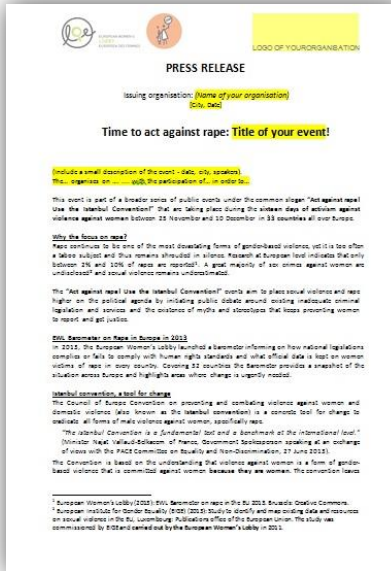 EUROPEAN WOMEN'S
LOBBY
EUROPEEN DES FEMMES
LOGO OF YOUR ORGANISATION
PRESS RELEASE
Issuing organisation: (Name of your organisation)
(City, Date)
Time to act against rape: Title of your event!
(Include a small description of the event - date, city, speakers).
The... organises on ... ... with the participation of... in order to...
This event is part of a broader series of public events under the common slogan "Act against rape!
Use the Istanbul Convention!" that are taking place during the sixteen days of activism against
violence against women between 25 November and 10 December in 33 countries all over Europe.
Why the focus on rape?
Rape continues to be one of the most devastating forms of gender-based violence, yet it is too often
a taboo subject and thus remains shrouded in silence. Research at European level indicates that only
between 2% and 10% of rapes are reported¹. A great majority of sex crimes against women are
undisclosed² and sexual violence remains underestimated.
The "Act against rape! Use the Istanbul Convention!" events aim to place sexual violence and rape
higher on the political agenda by initiating public debate around existing inadequate criminal
legislation and services and the existence of myths and stereotypes that keeps preventing women
to report and get justice.
EWL Barometer on Rape in Europe in 2013
In 2013, the European Women's Lobby launched a barometer informing on how national legislations
complies or fails to comply with human rights standards and what official data is kept on women
victims of rape in every country. Covering 32 countries the Barometer provides a snapshot of the
situation across Europe and highlights areas where change is urgently needed.
Istanbul convention, a tool for change
The Council of Europe Convention on preventing and combating violence against women and
domestic violence (also known as the Istanbul convention) is a concrete tool for change to
eradicate all forms of male violence against women, specifically rape.
"The Istanbul Convention is a fundamental text and a benchmark at the international level."
(Minister Najat Vallaud-Belkacem of France, Government Spokesperson speaking at an exchange
of views with the PACE Committee on Equality and Non-Discrimination, 27 June 2013).
The Convention is based on the understanding that violence against women is a form of gender-
based violence that is committed against women because they are women. The convention leaves
¹ European Women's Lobby (2013): EWL Barometer on rape in the EU 2013. Brussels: Creative Commons.
² European Institute for Gender Equality (EIGE) (2013): Study to identify and map existing data and resources
on sexual violence in the EU, Luxembourg: Publications office of the European Union. The study was
commissioned by EIGE and carried out by the European Women's Lobby in 2011.